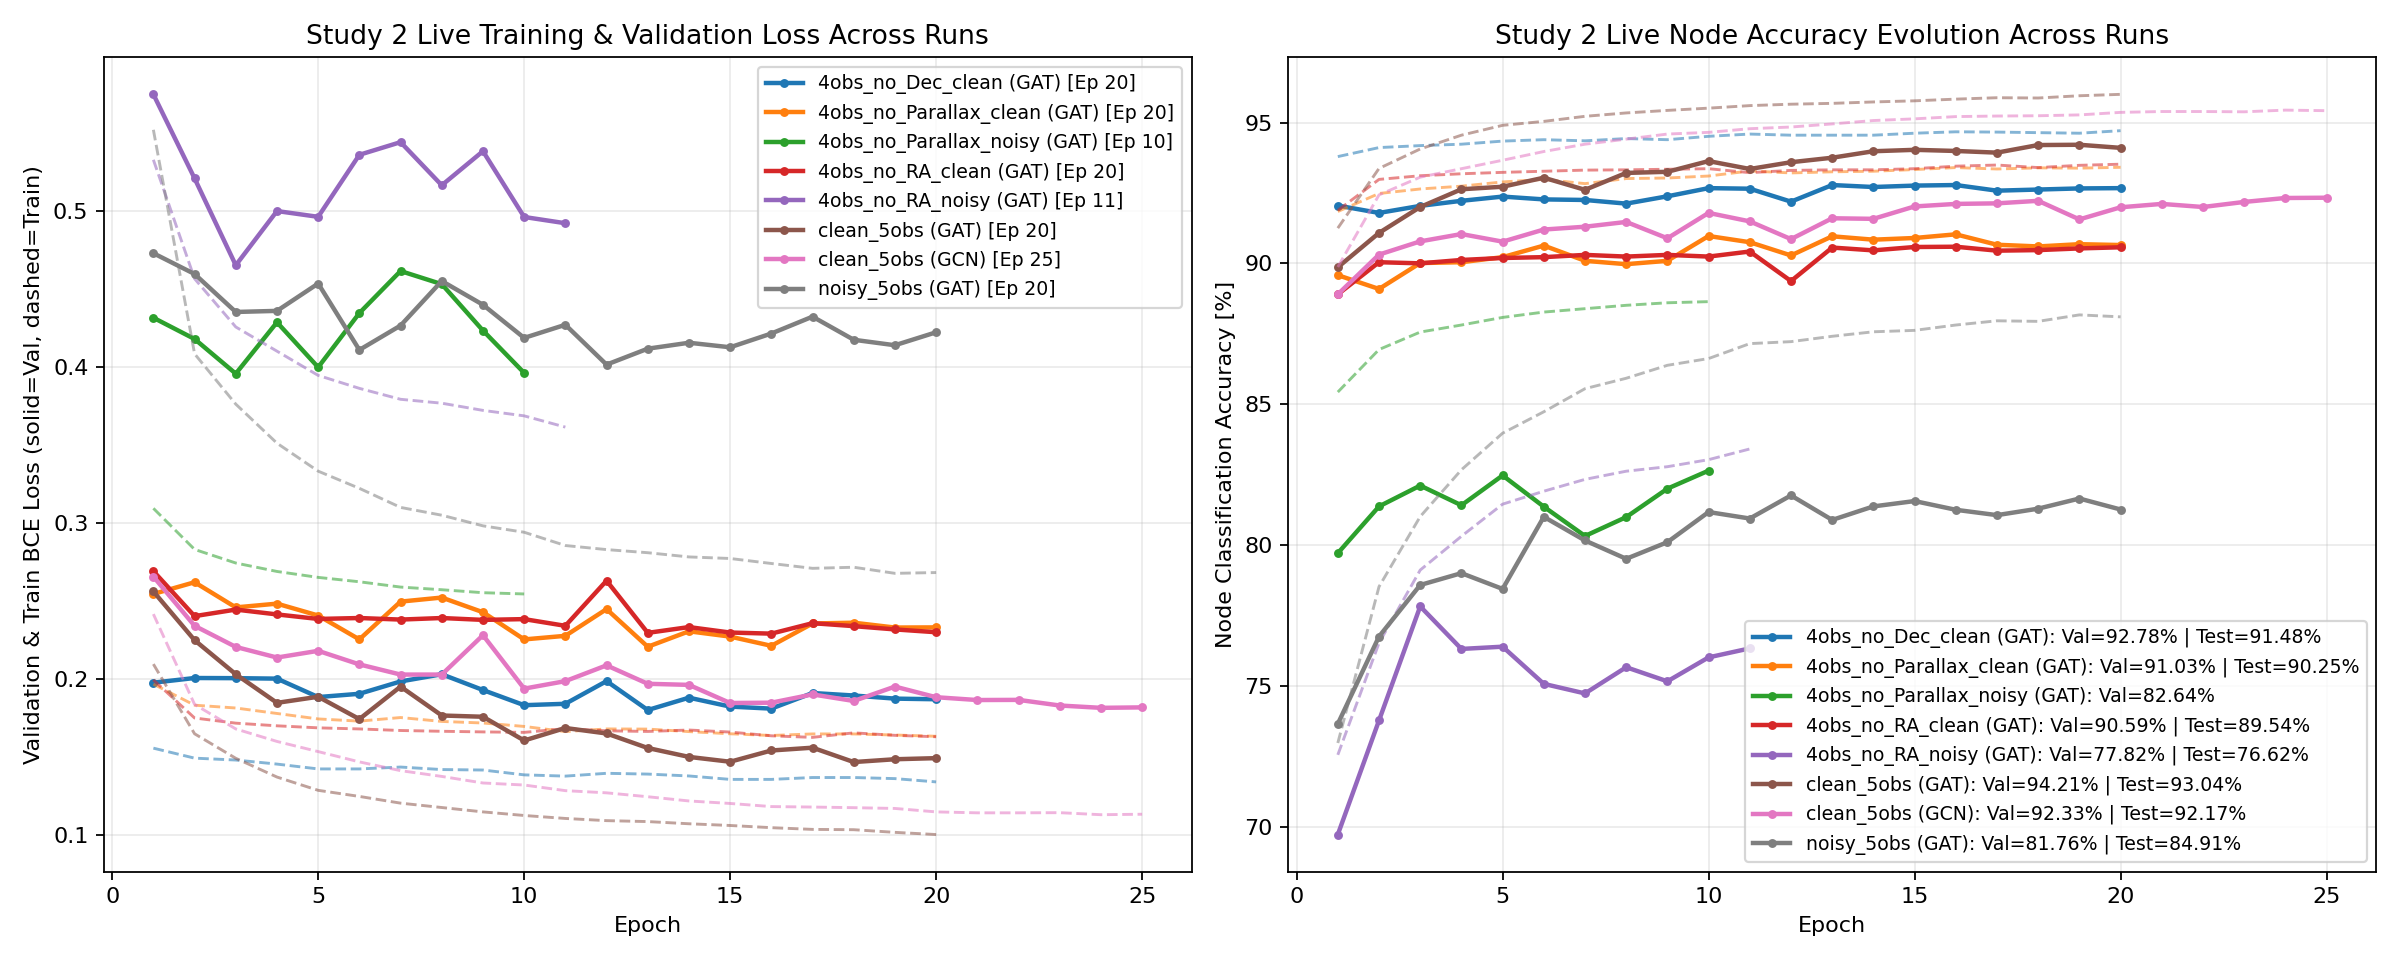 Study 2 Live Training & Validation Loss Across Runs
Validation & Train BCE Loss (solid=Val, dashed=Train)
0.5
0.4
0.3
0.2
0.1
0
5
10
15
20
25
Epoch
4obs_no_Dec_clean (GAT) [Ep 20]
4obs_no_Parallax_clean (GAT) [Ep 20]
4obs_no_Parallax_noisy (GAT) [Ep 10]
4obs_no_RA_clean (GAT) [Ep 20]
4obs_no_RA_noisy (GAT) [Ep 11]
clean_5obs (GAT) [Ep 20]
clean_5obs (GCN) [Ep 25]
noisy_5obs (GAT) [Ep 20]
Study 2 Live Node Accuracy Evolution Across Runs
Node Classification Accuracy [%]
95
90
85
80
75
70
0
5
10
15
20
25
Epoch
4obs_no_Dec_clean (GAT): Val=92.78% | Test=91.48%
4obs_no_Parallax_clean (GAT): Val=91.03% | Test=90.25%
4obs_no_Parallax_noisy (GAT): Val=82.64%
4obs_no_RA_clean (GAT): Val=90.59% | Test=89.54%
4obs_no_RA_noisy (GAT): Val=77.82% | Test=76.62%
clean_5obs (GAT): Val=94.21% | Test=93.04%
clean_5obs (GCN): Val=92.33% | Test=92.17%
noisy_5obs (GAT): Val=81.76% | Test=84.91%